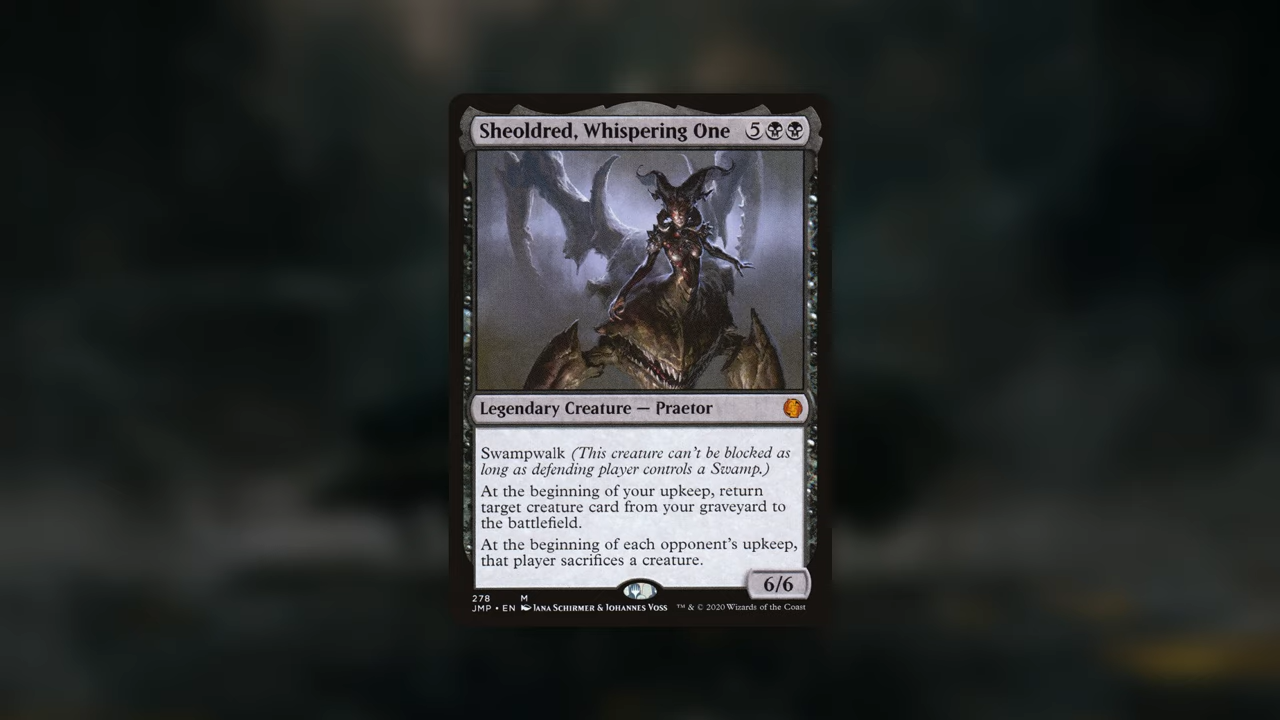 Sheoldred, Whispering One 5
Legendary Creature — Praetor
Swampwalk (This creature can't be blocked as
long as defending player controls a Swamp.)
At the beginning of your upkeep, return
target creature card from your graveyard to
the battlefield.
At the beginning of each opponent's upkeep,
that player sacrifices a creature.
6/6
278 M
JMP • EN Iana Schirmer & Johannes Voss ™ & © 2020 Wizards of the Coast